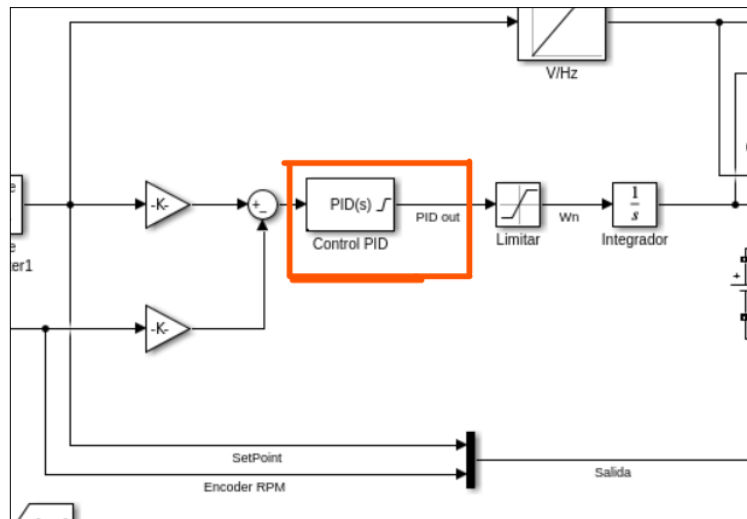 V/Hz
-K-
+
-
PID(s)
PID out
Control PID
Limitar
Wn
1
s
Integrador
e
er1
-K-
+
SetPoint
Encoder RPM
Salida